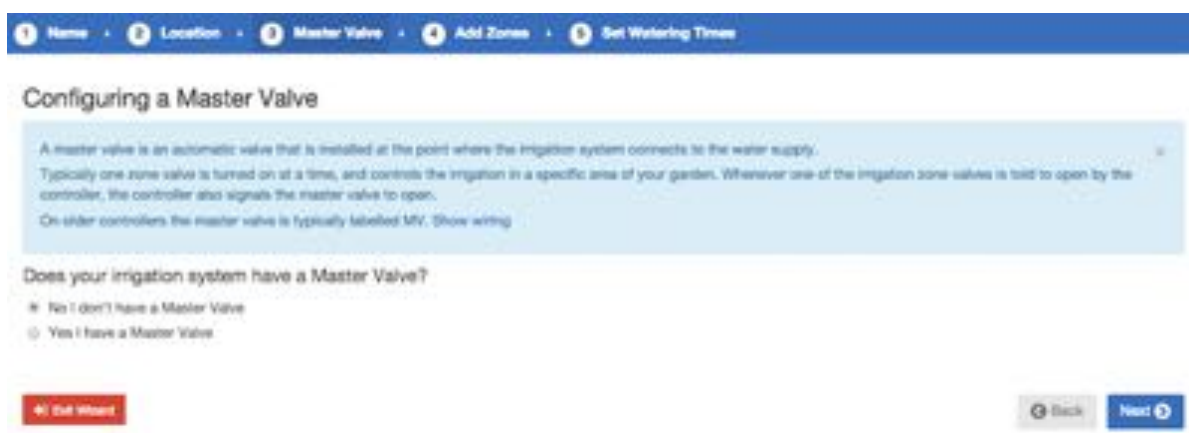 1 Name 2 Location 3 Master Valve 4 Add Zones 5 Set Watering Times
Configuring a Master Valve
A master valve is an automatic valve that is installed at the point where the irrigation system connects to the water supply.
Typically one zone valve is turned on at a time, and controls the irrigation in a specific area of your garden. Whenever one of the irrigation zone valves is told to open by the
controller, the controller also signals the master valve to open.
On older controllers the master valve is typically labelled MV. Show wiring
Does your irrigation system have a Master Valve?
No I don't have a Master Valve
Yes I have a Master Valve
Exit Wizard
Back
Next